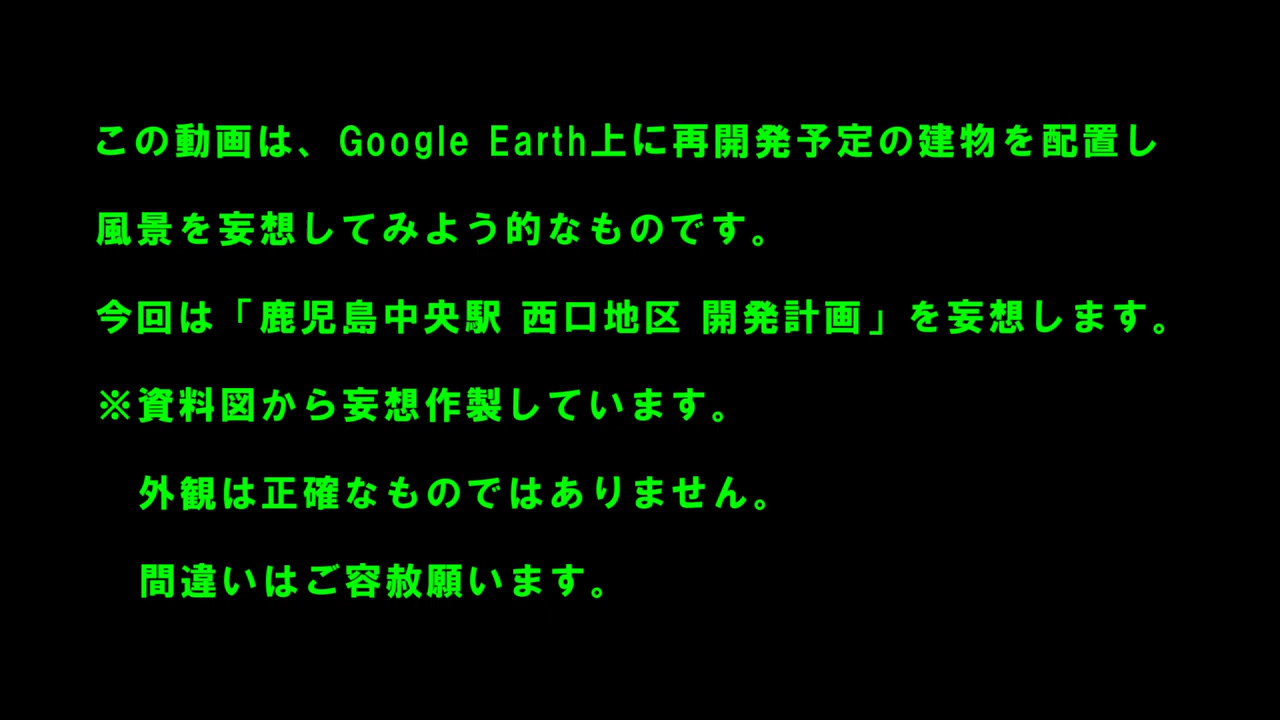 この動画は、Google Earth上に再開発予定の建物を配置し
風景を妄想してみよう的なものです。
今回は「鹿児島中央駅 西口地区 開発計画」を妄想します。
※資料図から妄想作製しています。
外観は正確なものではありません。
間違いはご容赦願います。